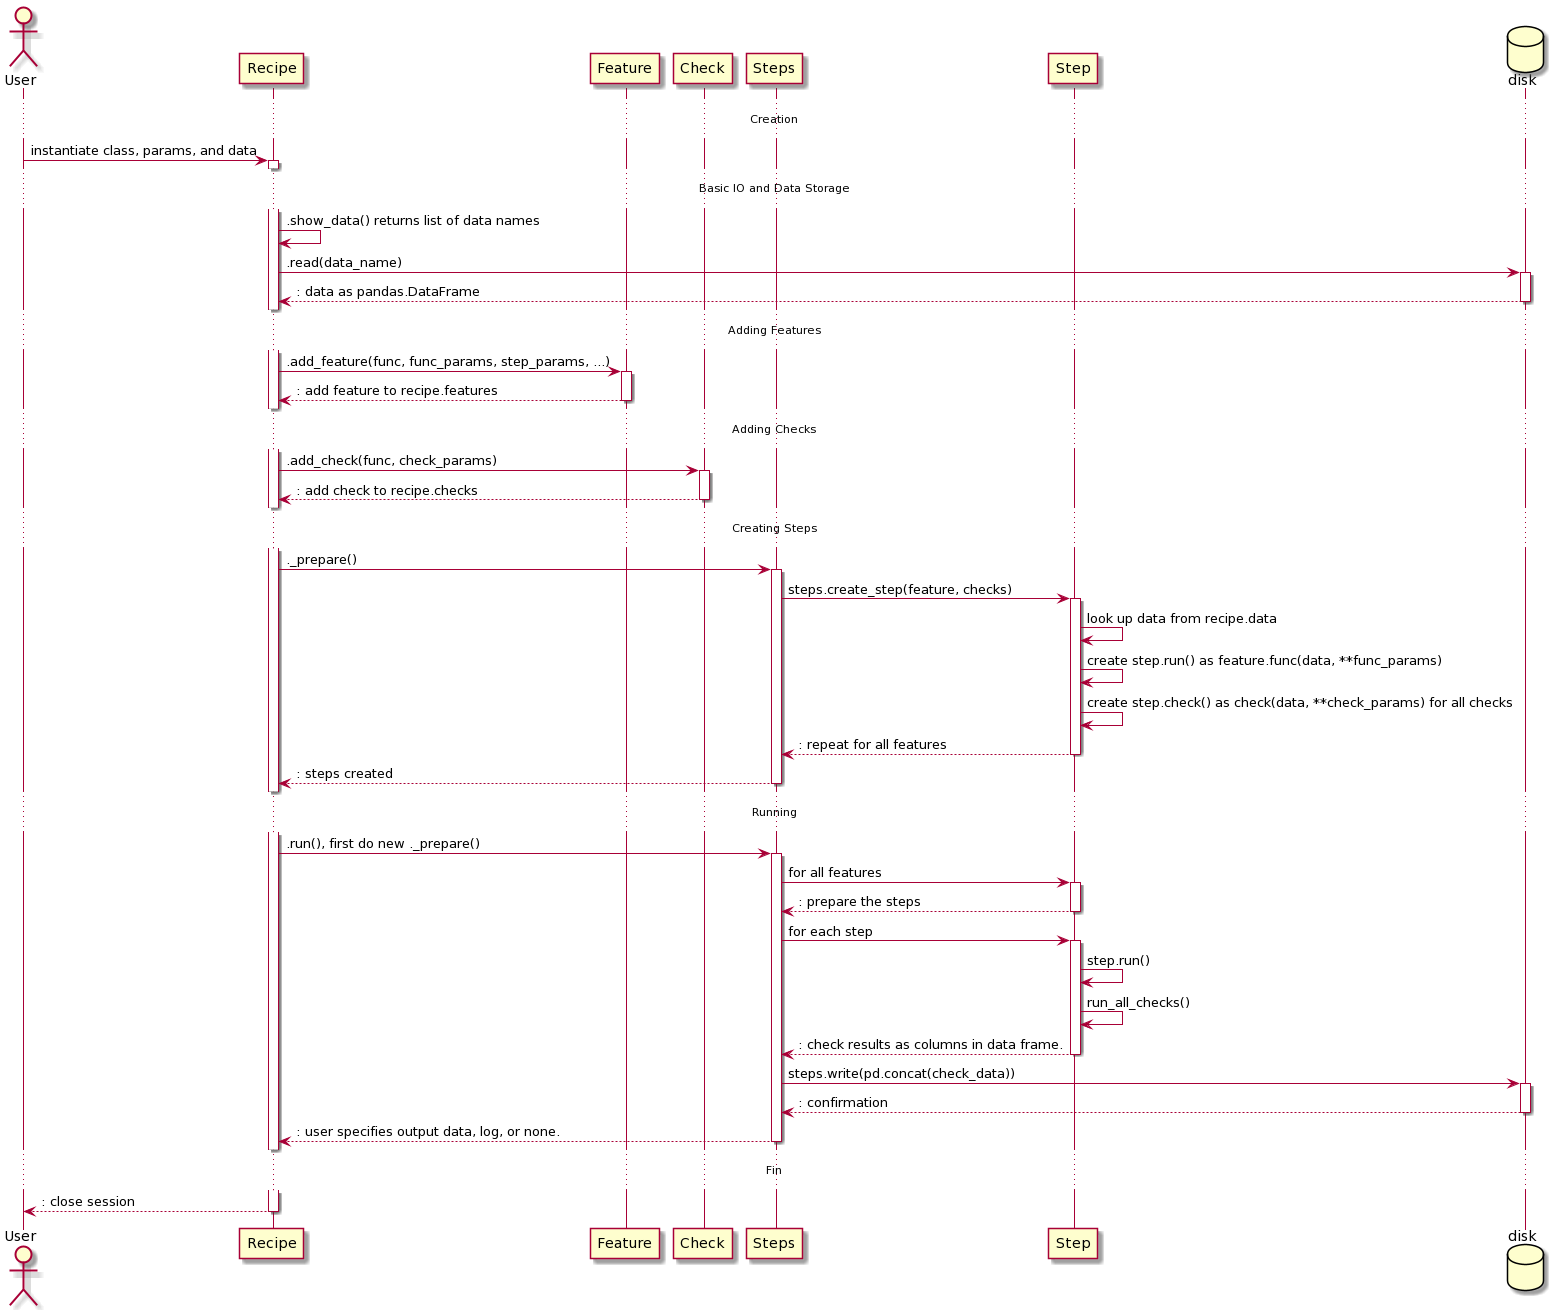 User
Recipe
Feature
Check
Steps
Step
disk
Creation
instantiate class, params, and data
Basic IO and Data Storage
.show_data() returns list of data names
.read(data_name)
: data as pandas.DataFrame
Adding Features
.add_feature(func, func_params, step_params, ...)
: add feature to recipe.features
Adding Checks
.add_check(func, check_params)
: add check to recipe.checks
Creating Steps
._prepare()
steps.create_step(feature, checks)
look up data from recipe.data
create step.run() as feature.func(data, **func_params)
create step.check() as check(data, **check_params) for all checks
: repeat for all features
: steps created
Running
.run(), first do new ._prepare()
for all features
: prepare the steps
for each step
step.run()
run_all_checks()
: check results as columns in data frame.
steps.write(pd.concat(check_data))
: confirmation
: user specifies output data, log, or none.
Fin
: close session
User
Recipe
Feature
Check
Steps
Step
disk